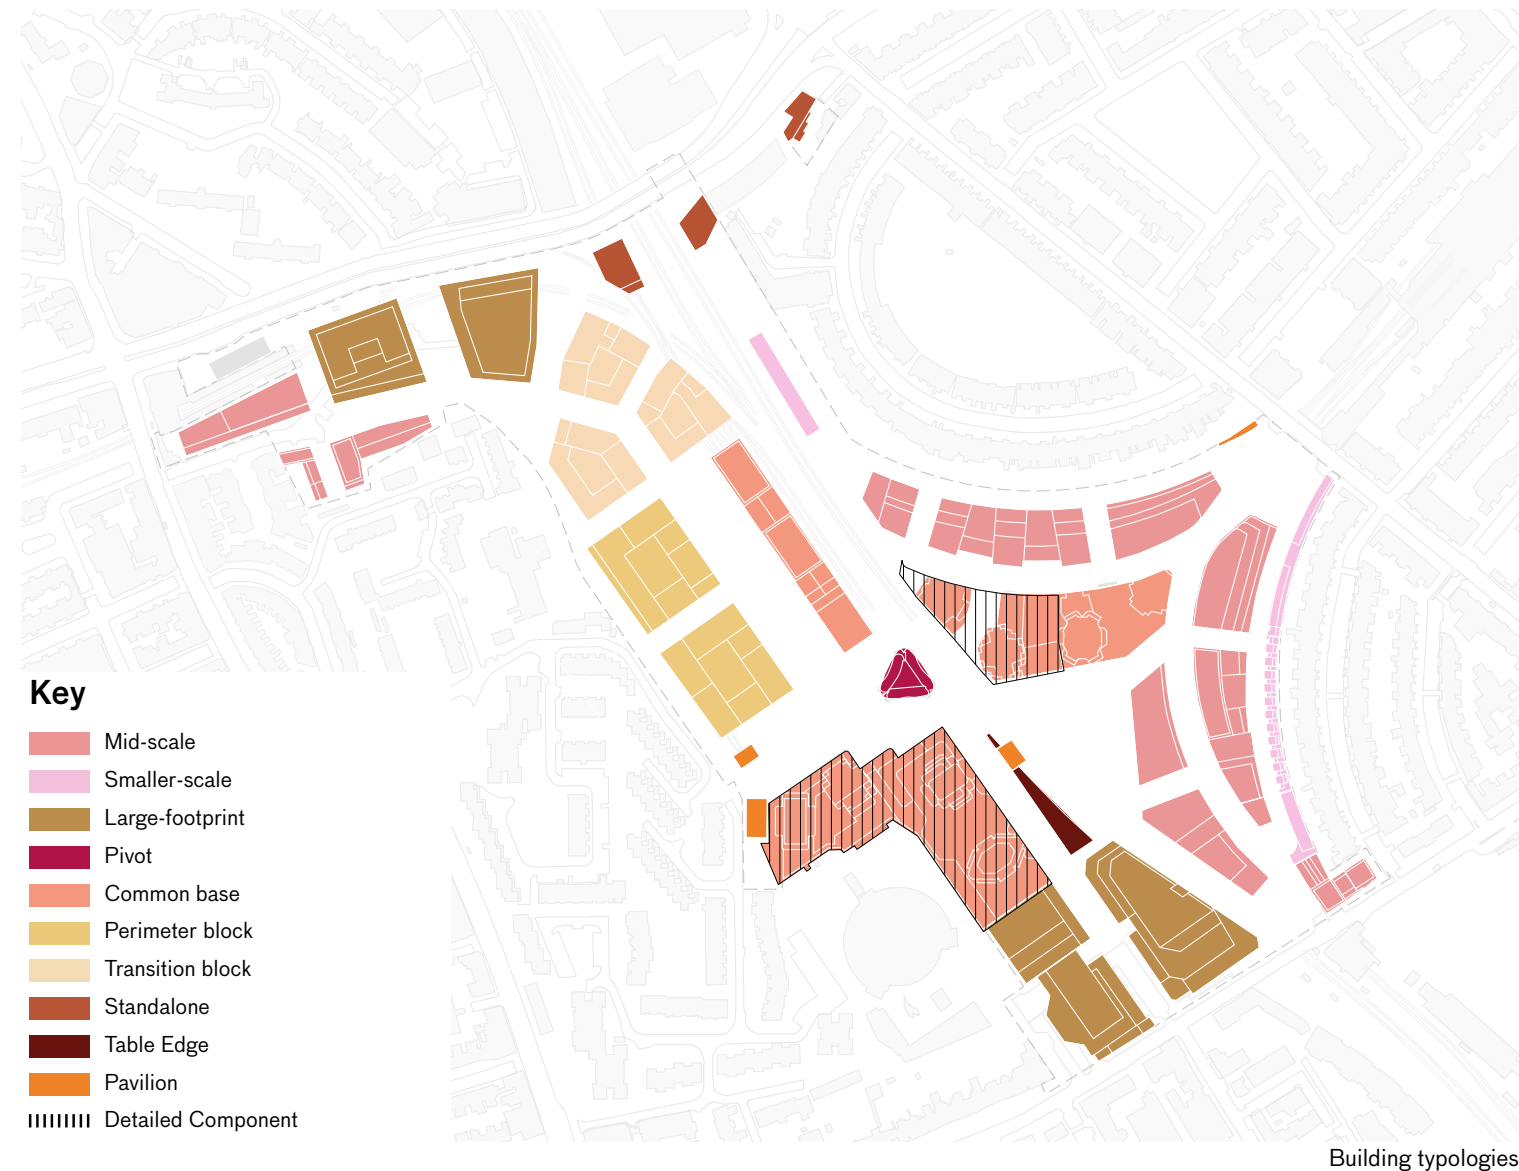 Key
Mid-scale
Smaller-scale
Large-footprint
Pivot
Common base
Perimeter block
Transition block
Standalone
Table Edge
Pavilion
Detailed Component
Building typologies